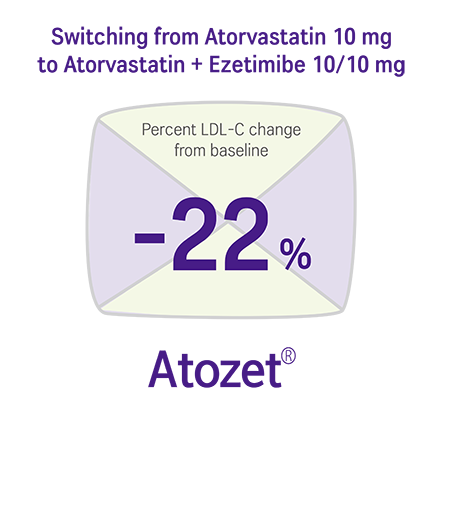 Switching from Atorvastatin 10 mg
to Atorvastatin + Ezetimibe 10/10 mg
Percent LDL-C change
from baseline
-22 %
Atozet®